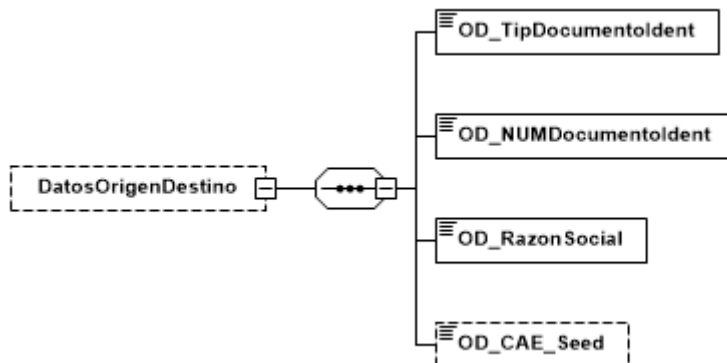 OD_TipDocumentoIdent
OD_NUMDocumentoIdent
DatosOrigenDestino
OD_RazonSocial
OD_CAE_Seed